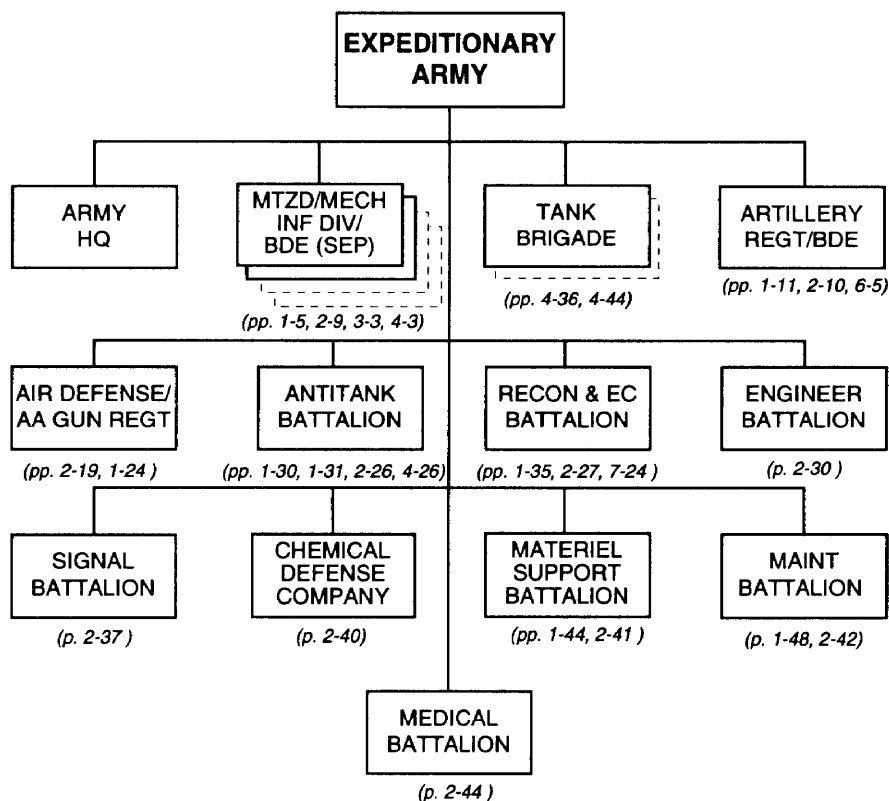 EXPEDITIONARY
ARMY
ARMY
HQ
MTZD/MECH
INF DIV/
BDE (SEP)
(pp. 1-5, 2-9, 3-3, 4-3)
TANK
BRIGADE
(pp. 4-36, 4-44)
ARTILLERY
REGT/BDE
(pp. 1-11, 2-10, 6-5)
AIR DEFENSE/
AA GUN REGT
(pp. 2-19, 1-24)
ANTITANK
BATTALION
(pp. 1-30, 1-31, 2-26, 4-26)
RECON & EC
BATTALION
(pp. 1-35, 2-27, 7-24 )
ENGINEER
BATTALION
(p. 2-30 )
SIGNAL
BATTALION
(p. 2-37 )
CHEMICAL
DEFENSE
COMPANY
(p. 2-40)
MATERIEL
SUPPORT
BATTALION
(pp. 1-44, 2-41 )
MAINT
BATTALION
(p. 1-48, 2-42)
MEDICAL
BATTALION
(p. 2-44 )